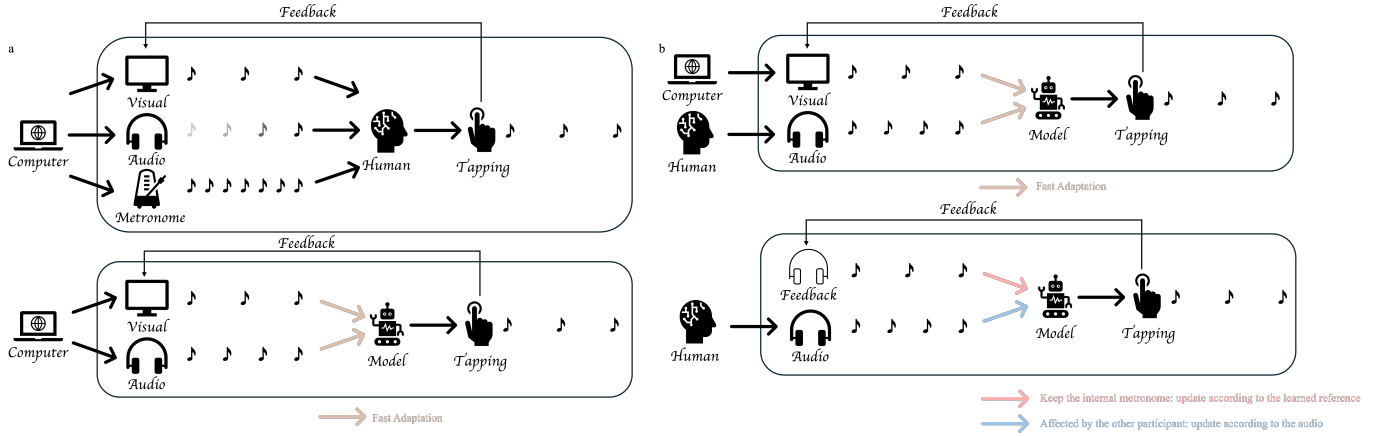 a
Feedback
Computer
Visual
Audio
Metronome
Human
Tapping
Feedback
Computer
Visual
Audio
Model
Tapping
Fast Adaptation
b
Feedback
Computer
Human
Visual
Audio
Model
Tapping
Fast Adaptation
Feedback
Human
Feedback
Audio
Model
Tapping
Keep the internal metronome: update according to the learned reference
Affected by the other participant: update according to the audio